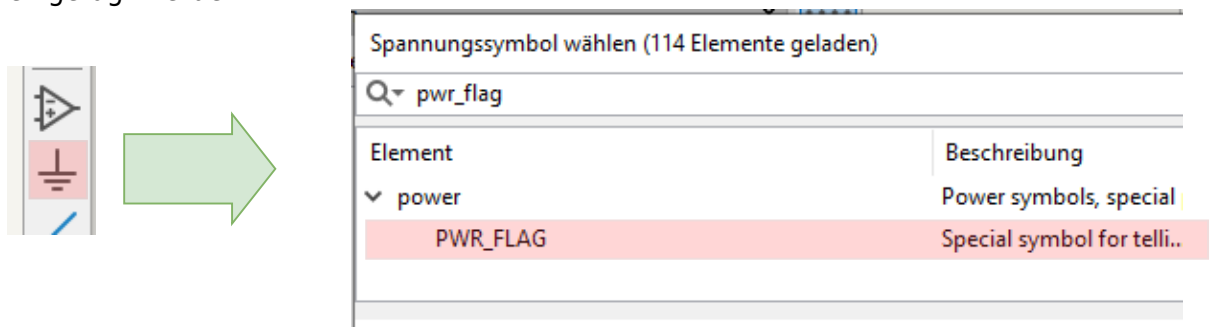 Spannungssymbol wählen (114 Elemente geladen)
pwr_flag
Element Beschreibung
power Power symbols, special
PWR_FLAG Special symbol for telli..